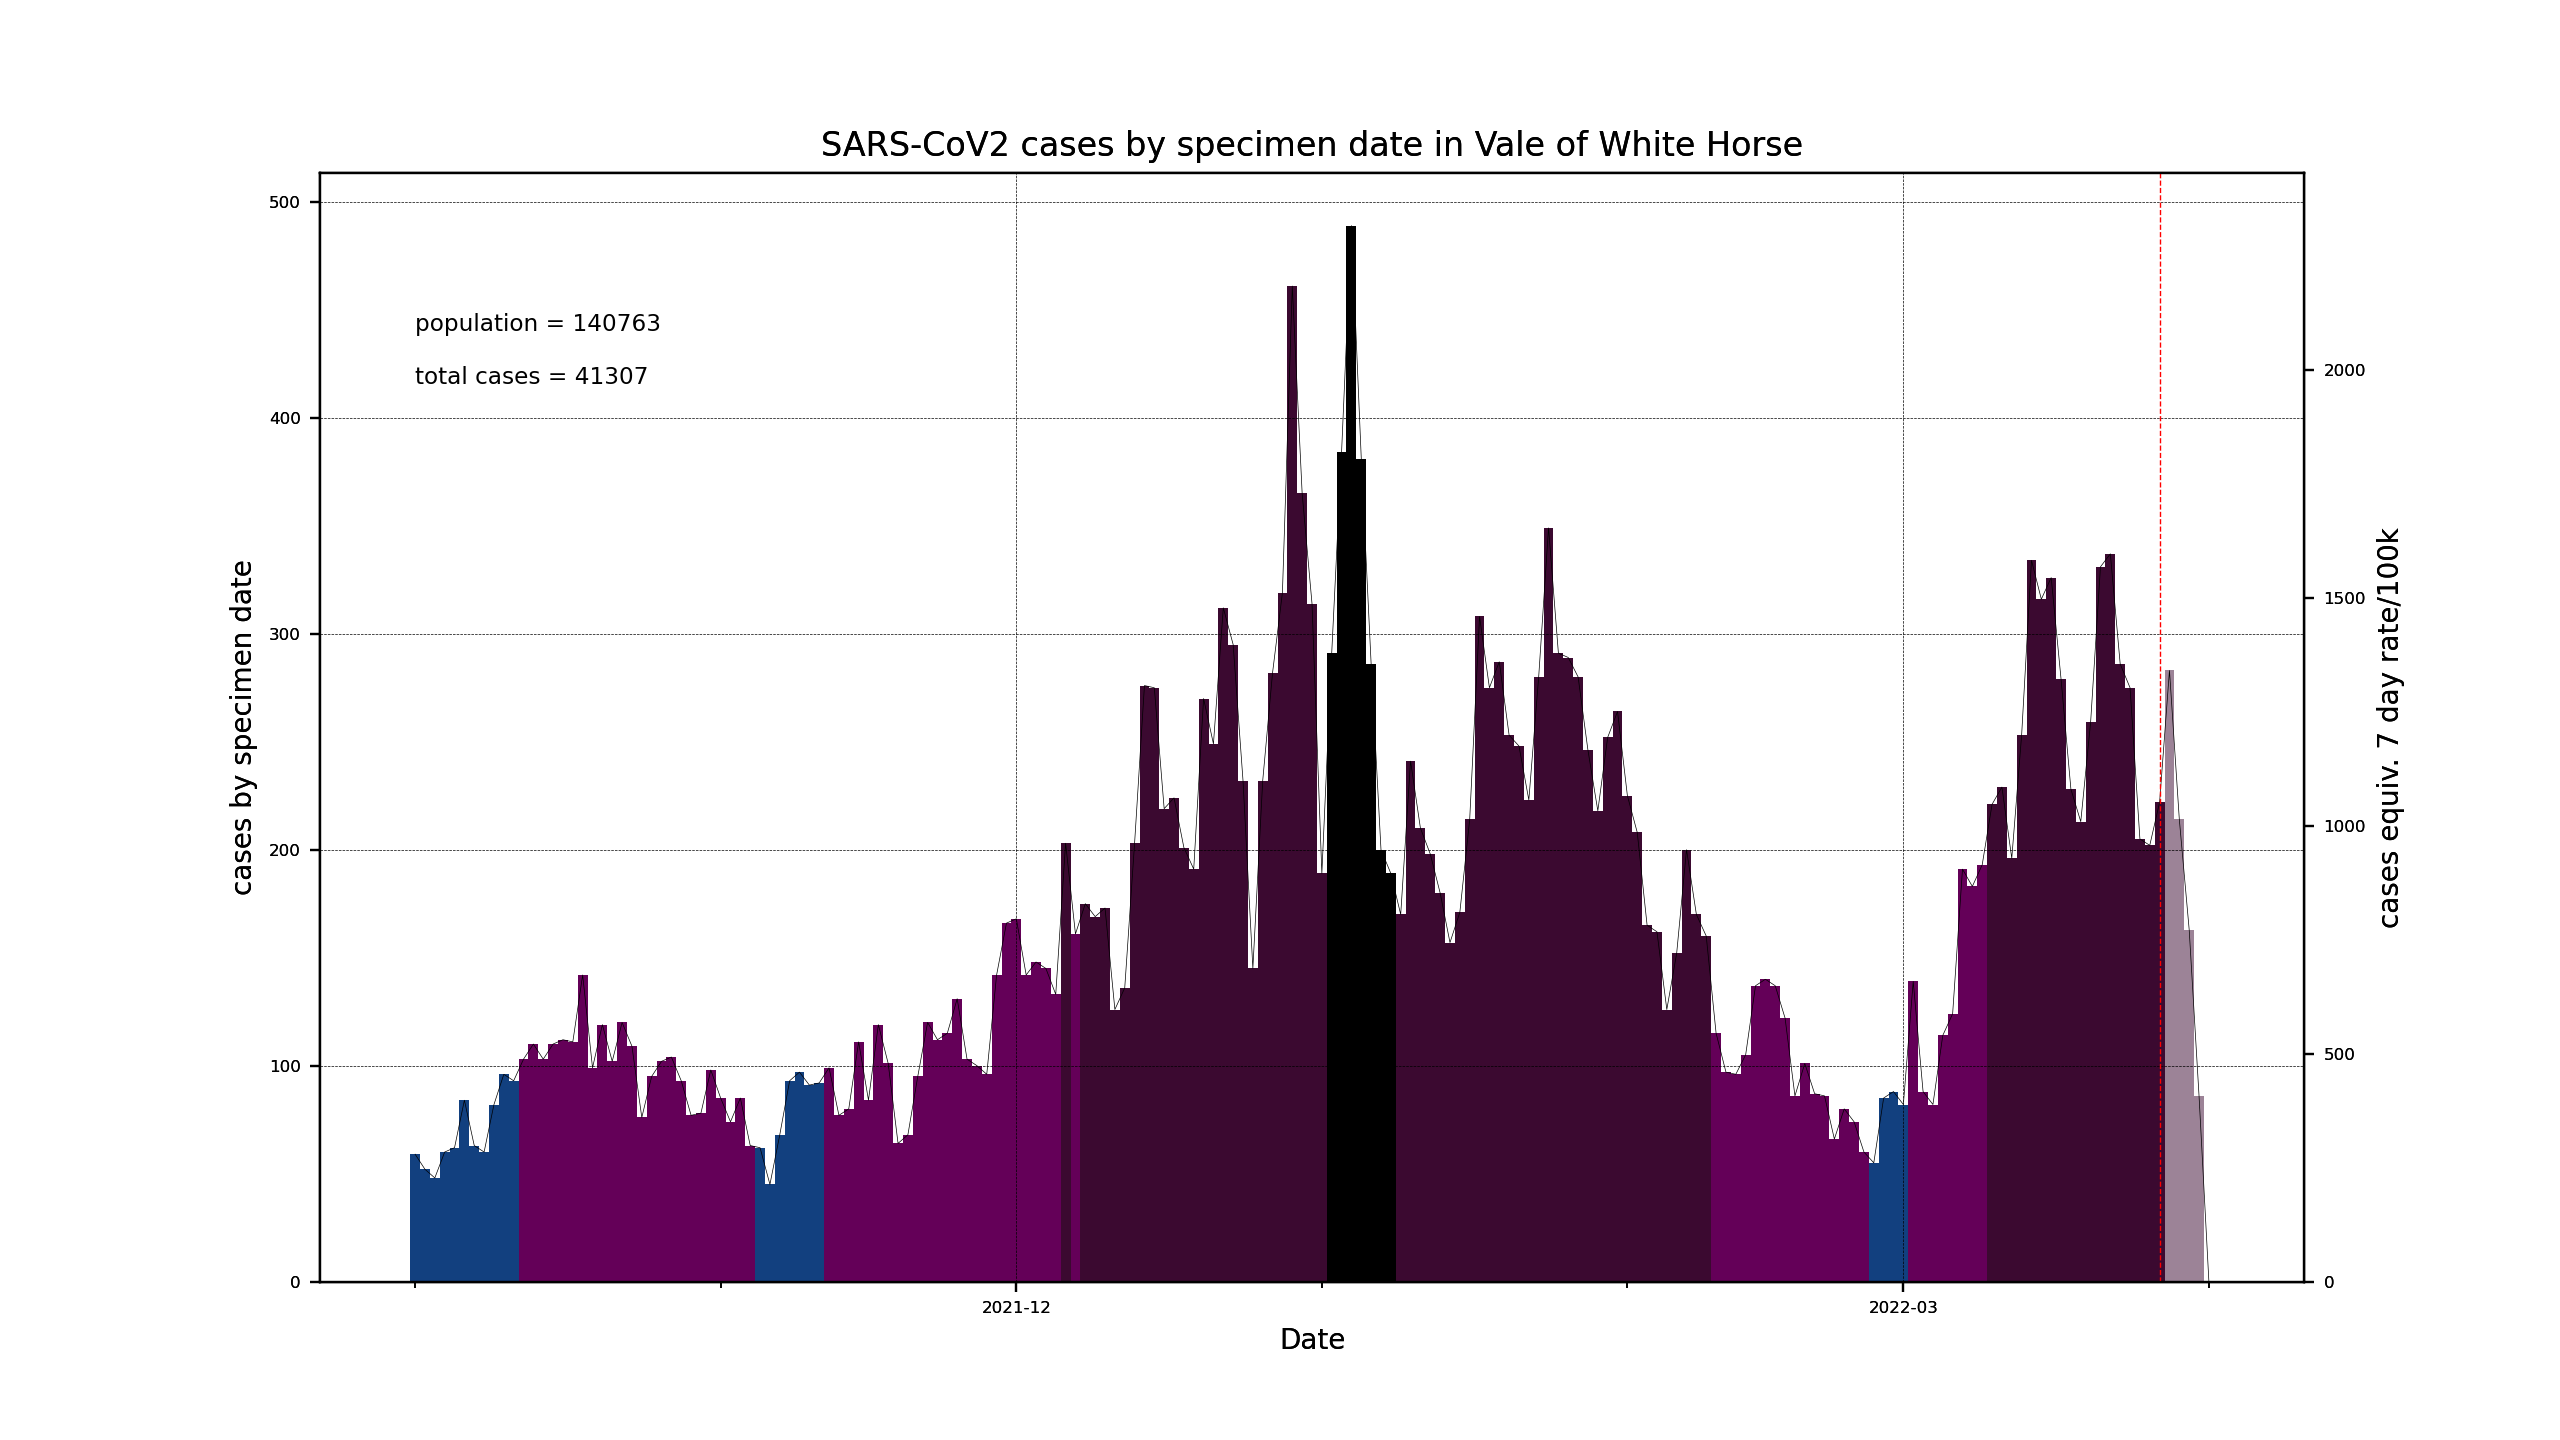 SARS-CoV2 cases by specimen date in Vale of White Horse
500
400
300
200
100
0
cases by specimen date
population = 140763
total cases = 41307
2000
1500
1000
500
0
cases equiv. 7 day rate/100k
2021-12
2022-03
Date